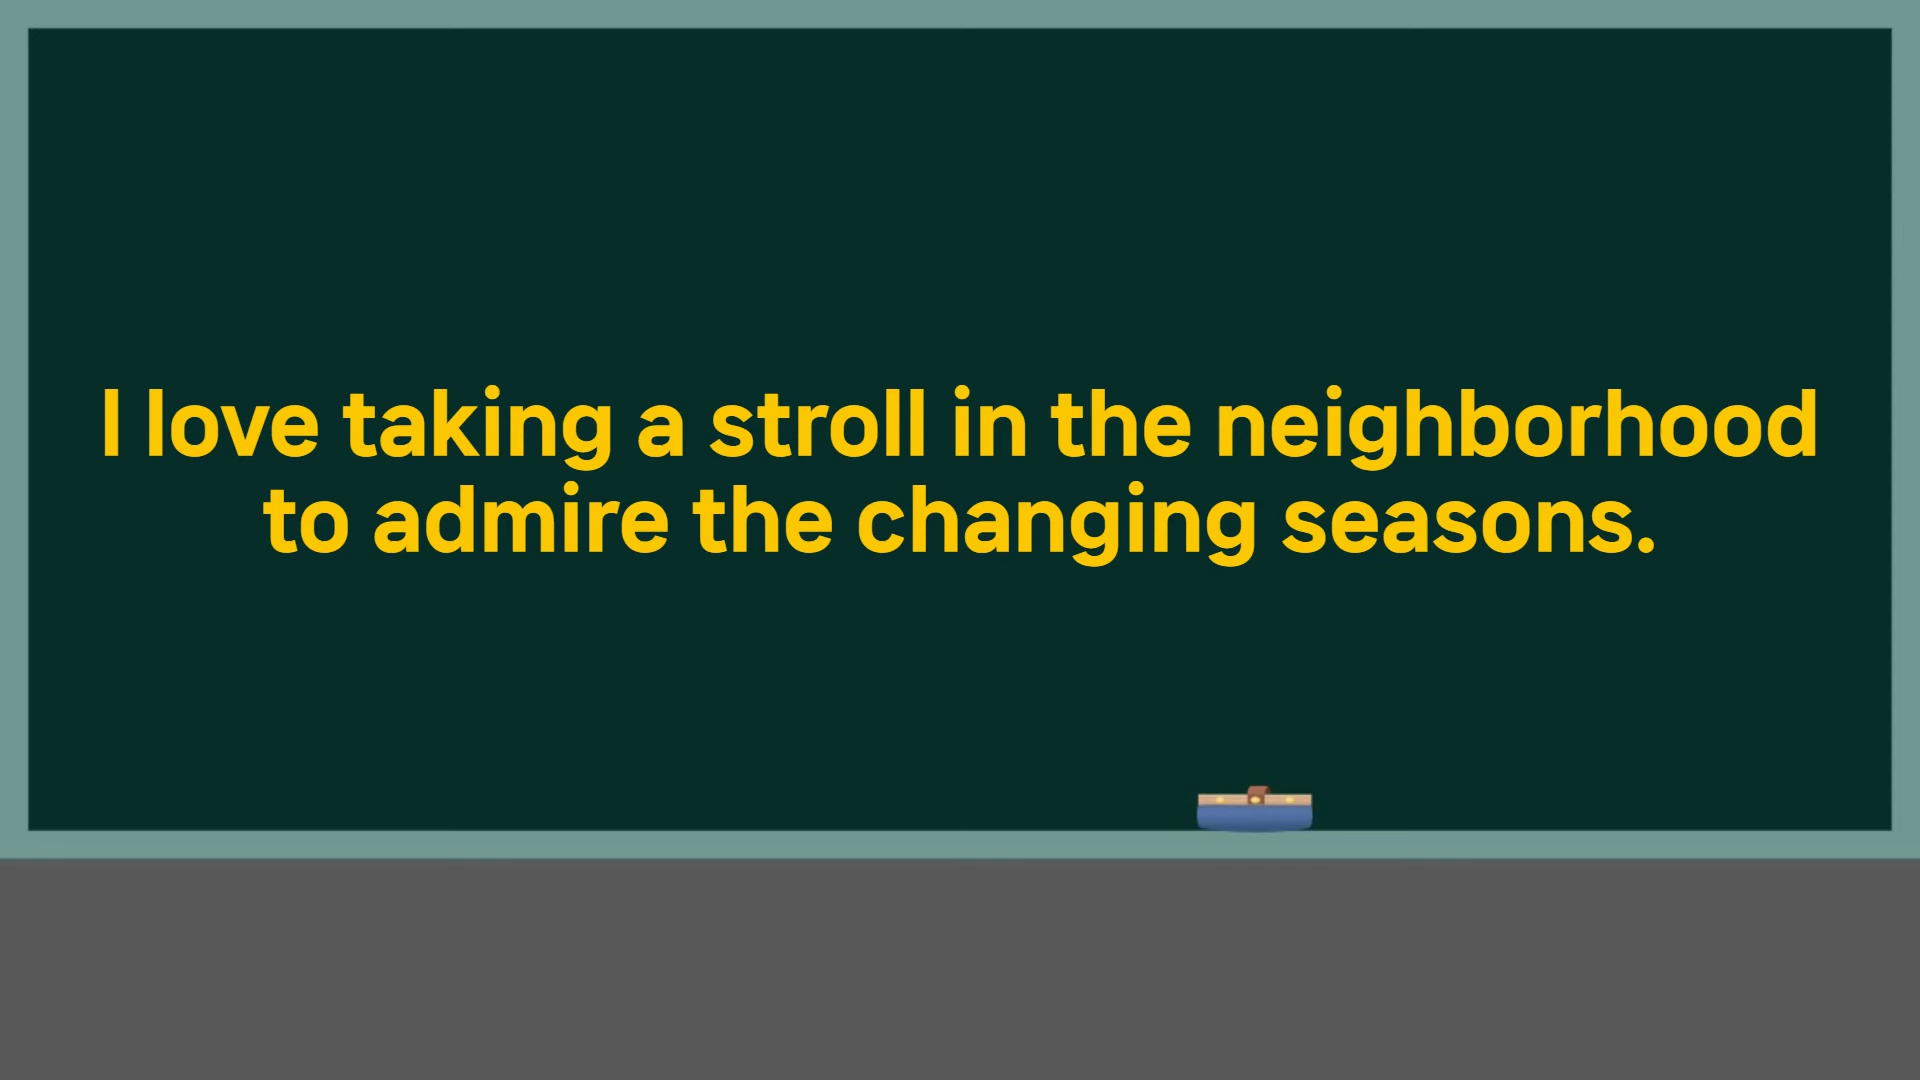 I love taking a stroll in the neighborhood
to admire the changing seasons.